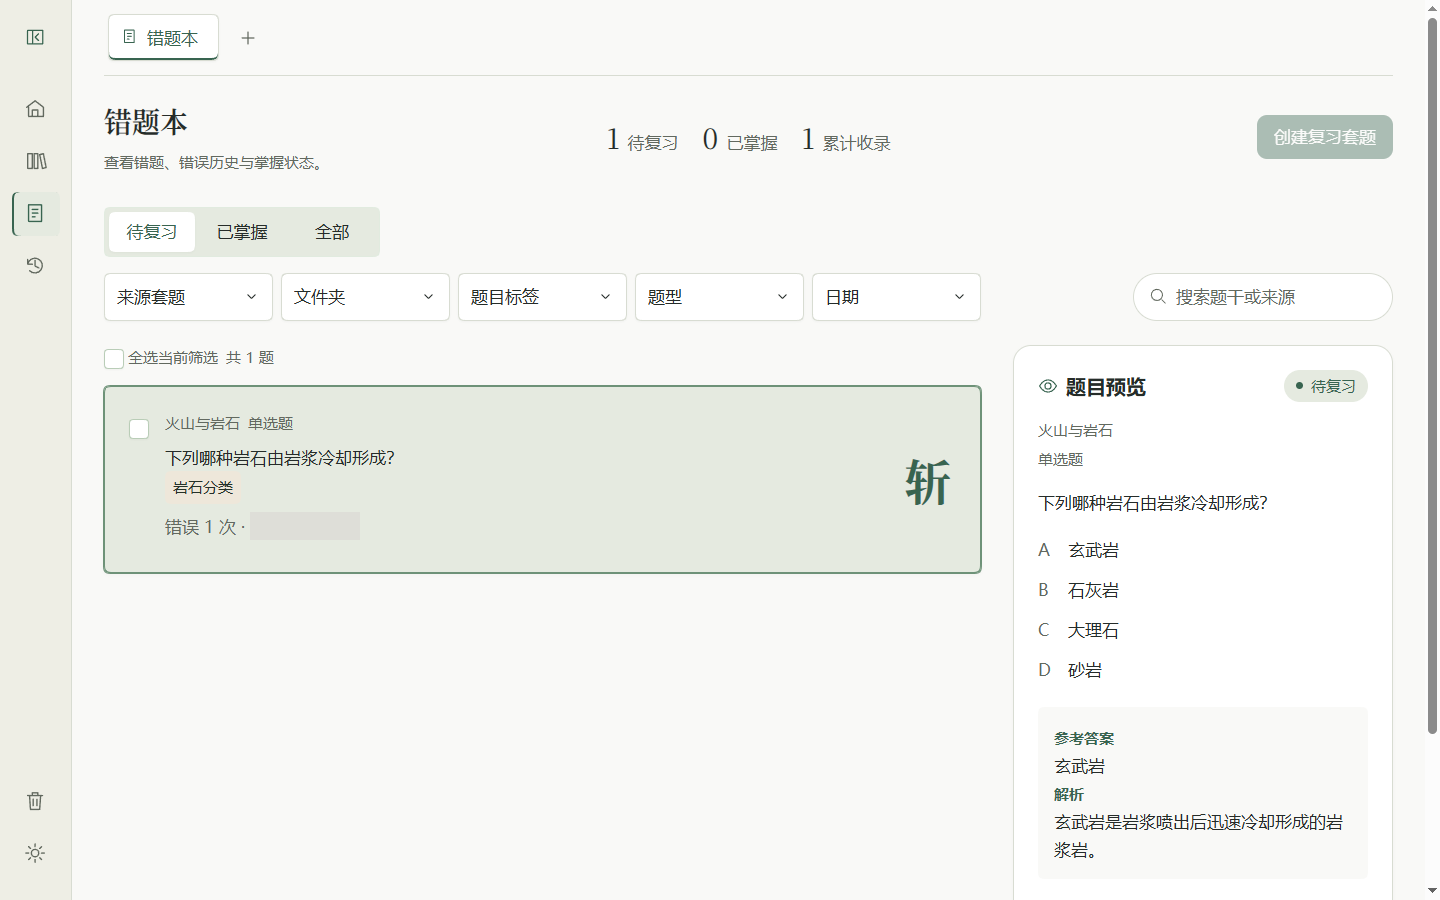 错题本
错题本
查看错题、错误历史与掌握状态。
1 待复习 0 已掌握 1 累计收录
创建复习套题
待复习 已掌握 全部
来源套题 文件夹 题目标签 题型 日期
搜索题干或来源
全选当前筛选 共 1 题
火山与岩石 单选题
下列哪种岩石由岩浆冷却形成?
岩石分类
错误 1 次 ·
斩
题目预览
待复习
火山与岩石
单选题
下列哪种岩石由岩浆冷却形成?
A 玄武岩
B 石灰岩
C 大理石
D 砂岩
参考答案
玄武岩
解析
玄武岩是岩浆喷出后迅速冷却形成的岩
浆岩。